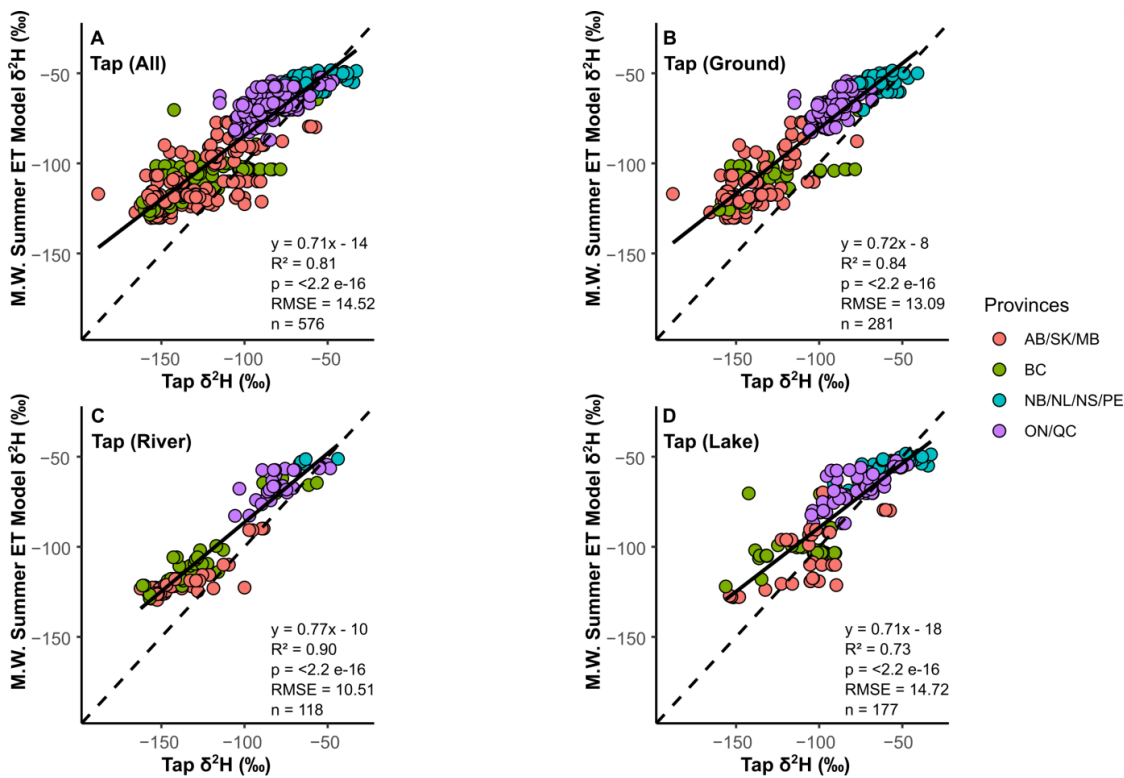 A
Tap (All)
M.W. Summer ET Model δ²H (‰)
−50
−100
−150
y = 0.71x - 14
R² = 0.81
p = <2.2 e-16
RMSE = 14.52
n = 576
−150 −100 −50
Tap δ²H (‰)
B
Tap (Ground)
M.W. Summer ET Model δ²H (‰)
−50
−100
−150
y = 0.72x - 8
R² = 0.84
p = <2.2 e-16
RMSE = 13.09
n = 281
−150 −100 −50
Tap δ²H (‰)
Provinces
AB/SK/MB
BC
NB/NL/NS/PE
ON/QC
C
Tap (River)
M.W. Summer ET Model δ²H (‰)
−50
−100
−150
y = 0.77x - 10
R² = 0.90
p = <2.2 e-16
RMSE = 10.51
n = 118
−150 −100 −50
Tap δ²H (‰)
D
Tap (Lake)
M.W. Summer ET Model δ²H (‰)
−50
−100
−150
y = 0.71x - 18
R² = 0.73
p = <2.2 e-16
RMSE = 14.72
n = 177
−150 −100 −50
Tap δ²H (‰)